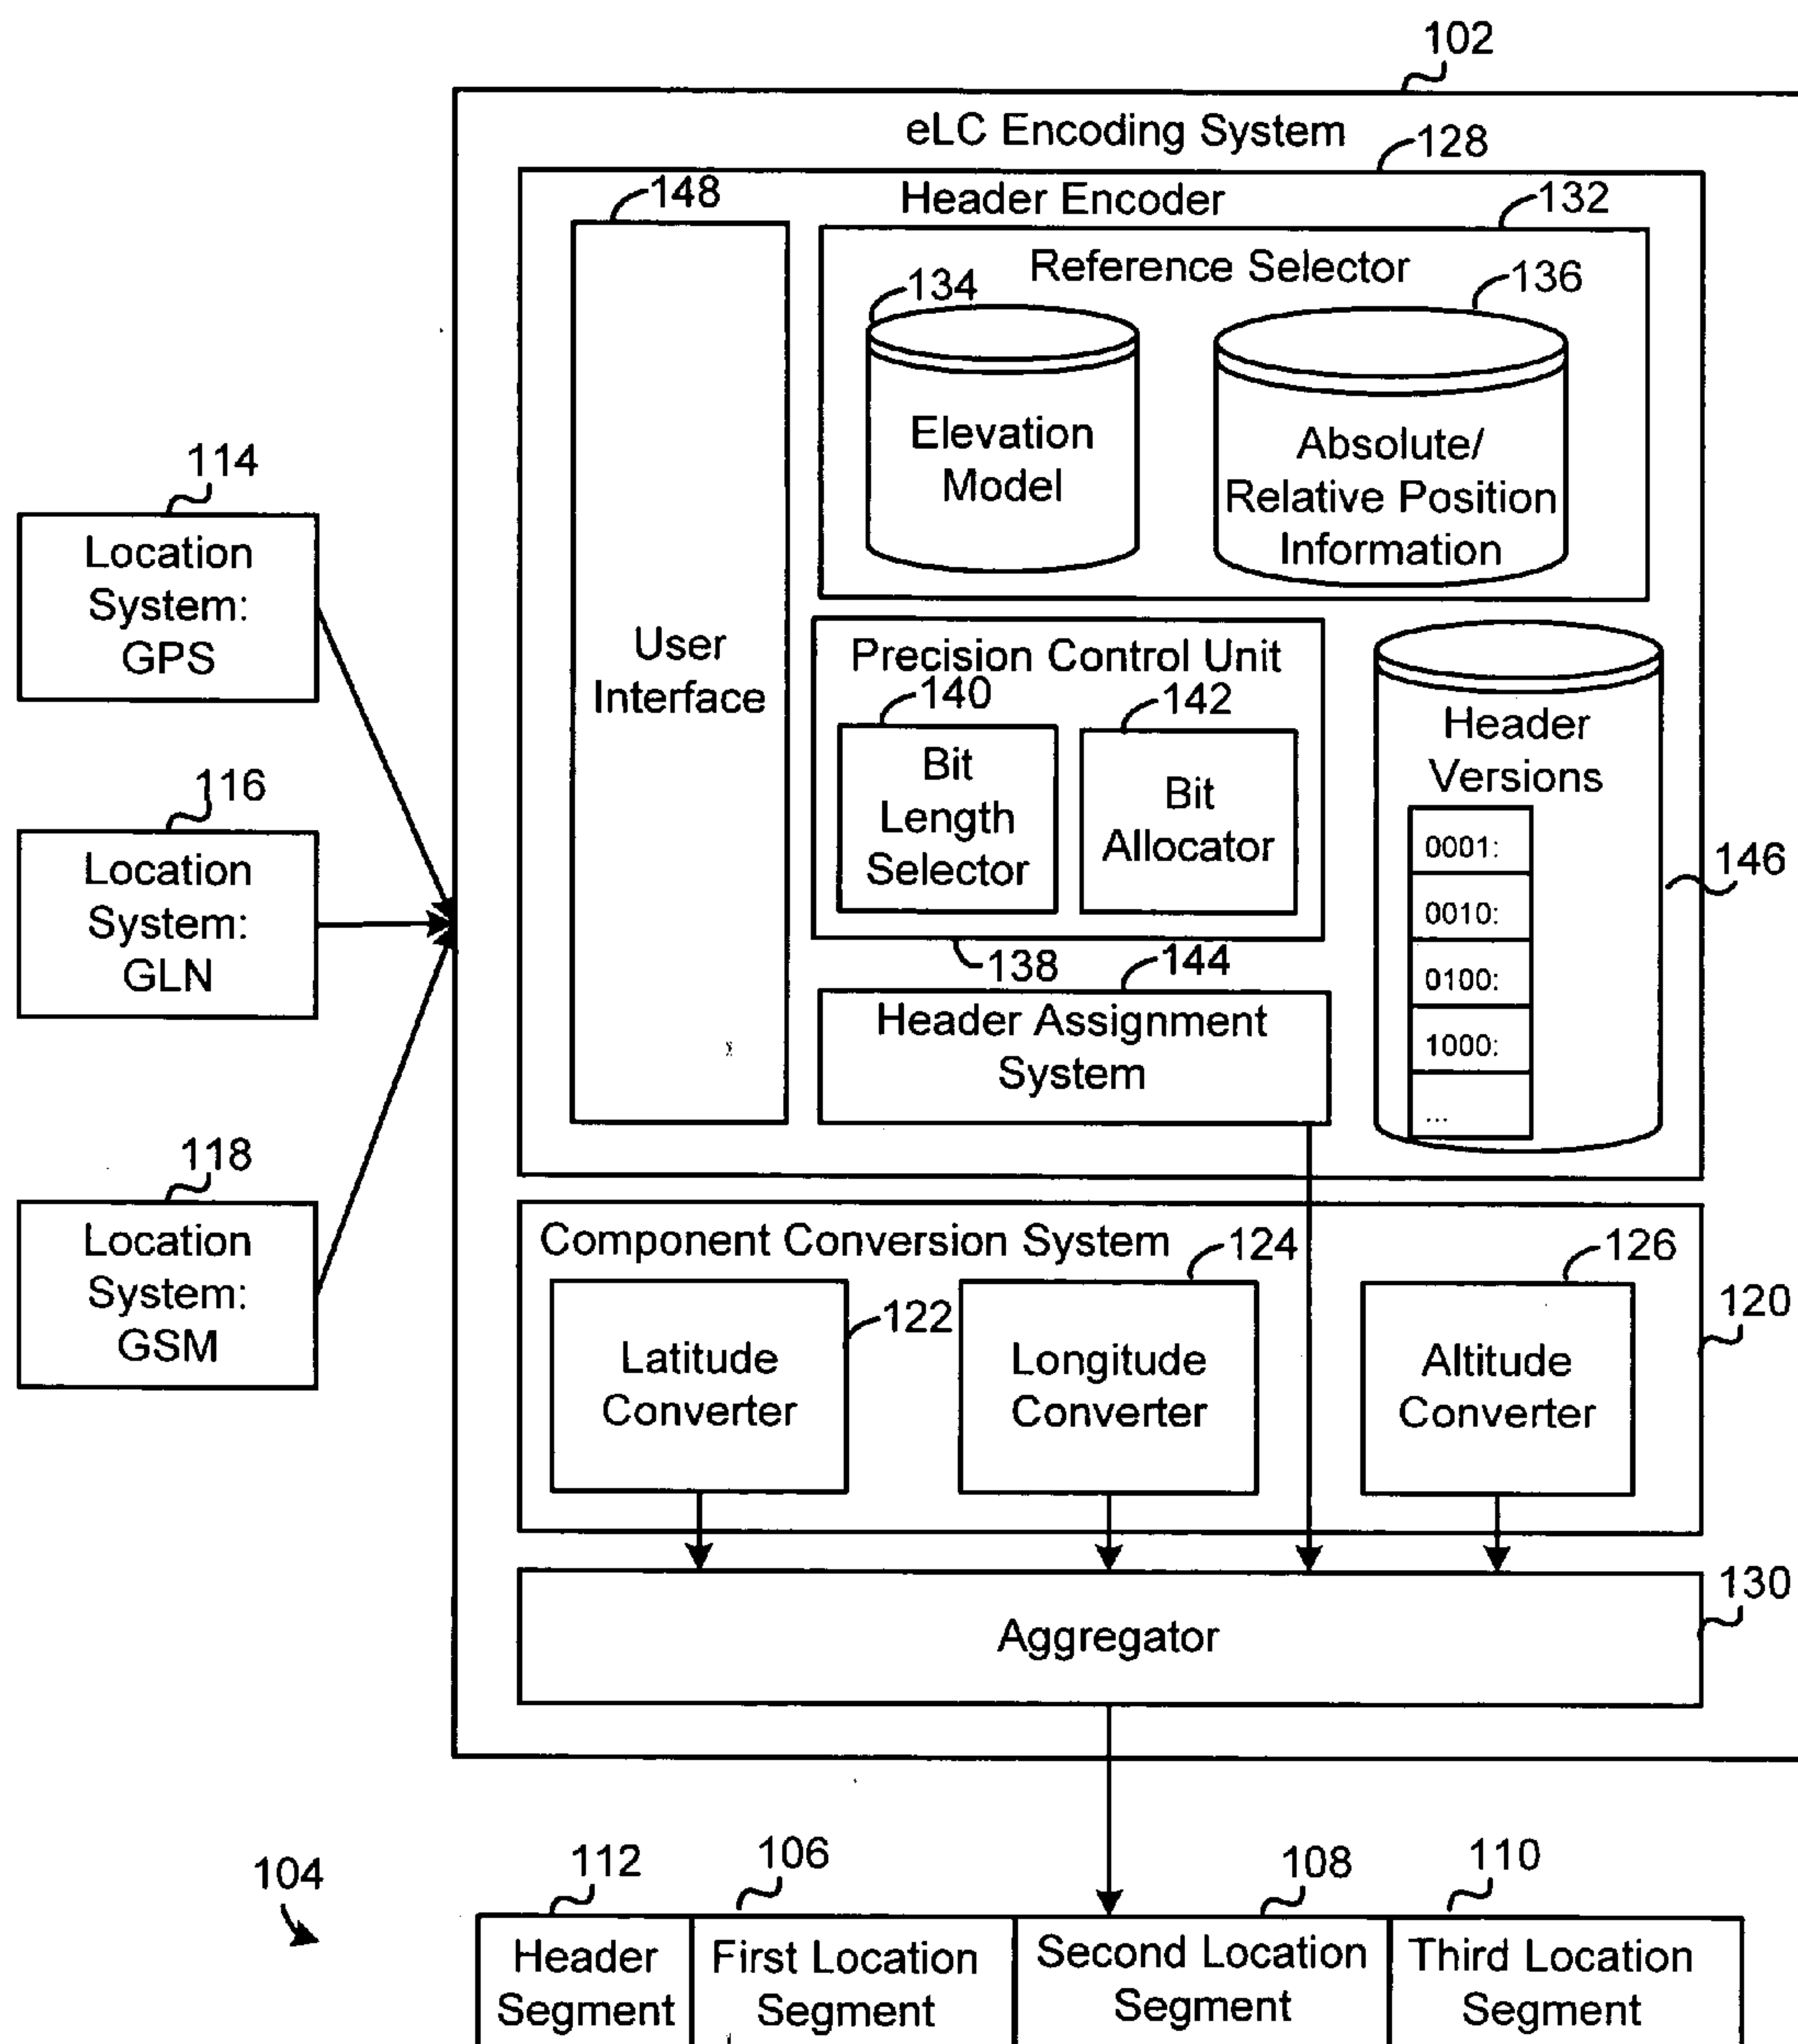 102
eLC Encoding System
128
148
Header Encoder
132
Reference Selector
134
136
Elevation
Model
Absolute/
Relative Position
Information
114
Location
System:
GPS
User
Interface
Precision Control Unit
140
142
Bit
Length
Selector
Bit
Allocator
Header
Versions
0001:
0010:
0100:
1000:
...
146
116
Location
System:
GLN
138
144
Header Assignment
System
118
Location
System:
GSM
Component Conversion System
124
126
120
122
Latitude
Converter
Longitude
Converter
Altitude
Converter
130
Aggregator
104
112
106
108
110
Header
Segment
First Location
Segment
Second Location
Segment
Third Location
Segment